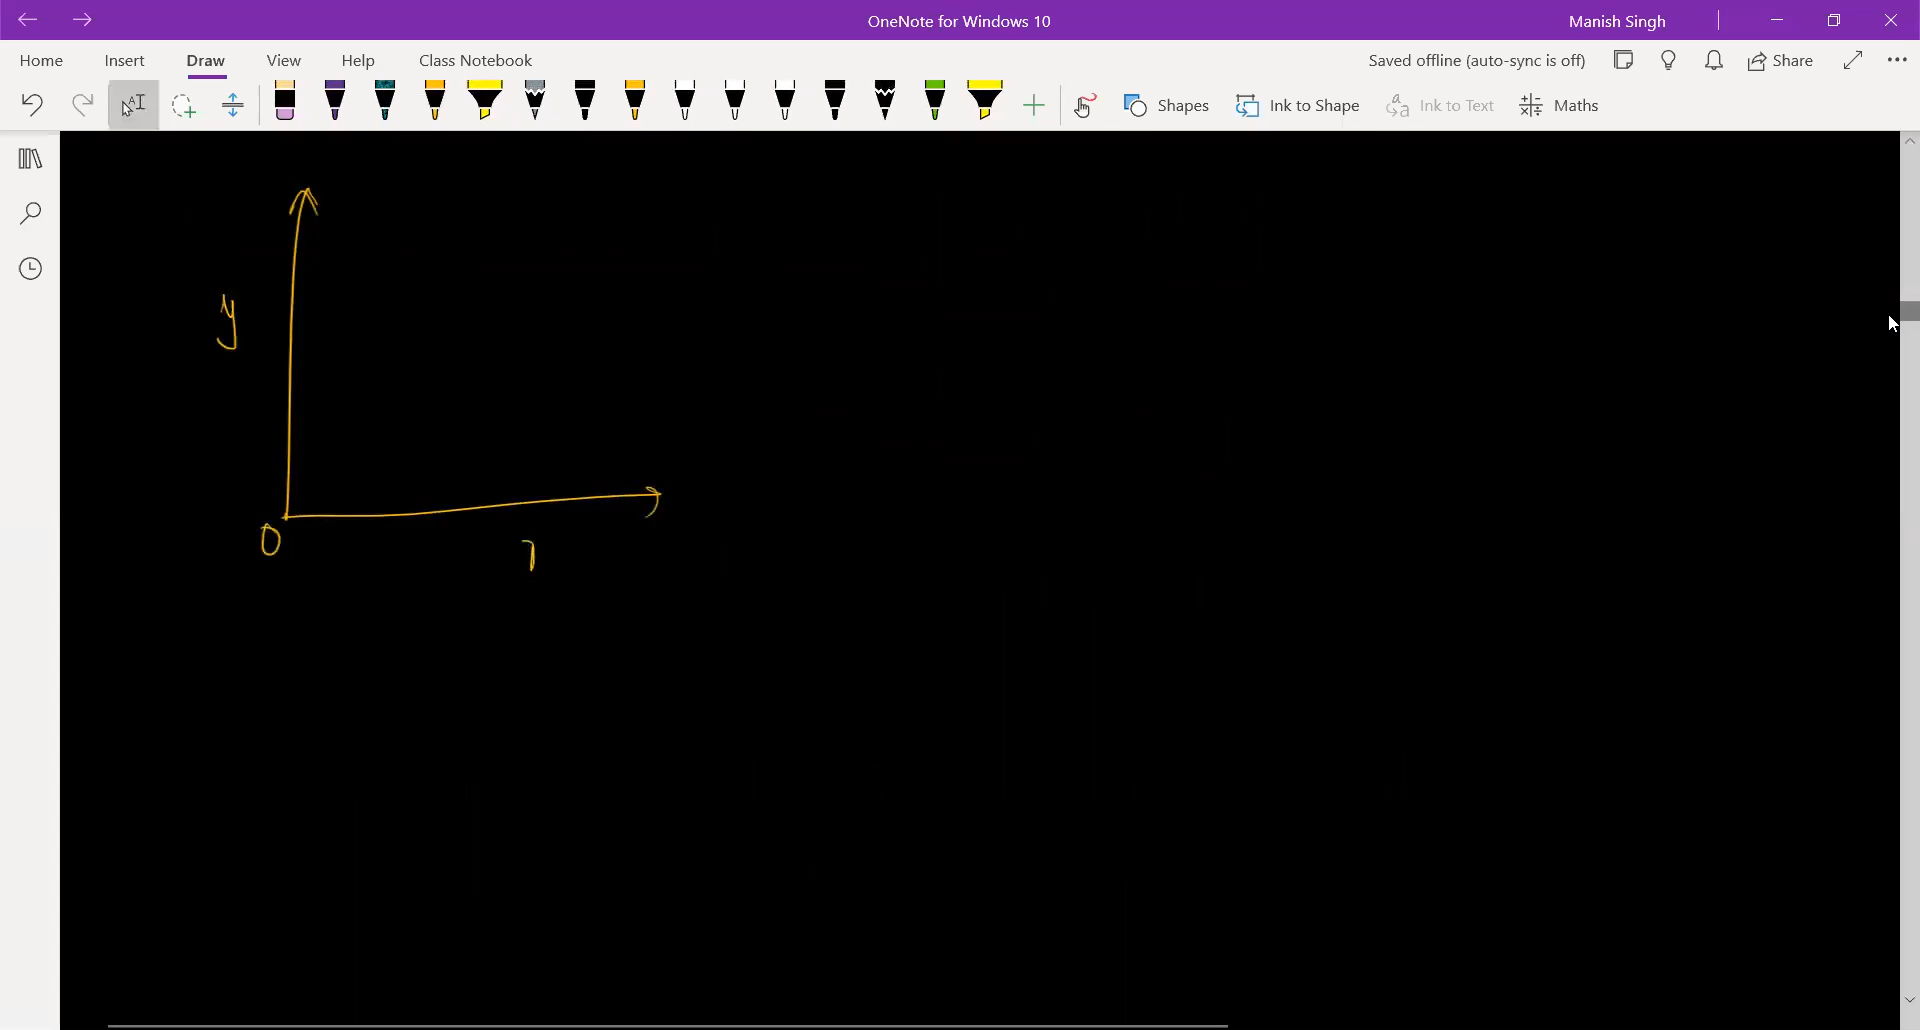 OneNote for Windows 10
Manish Singh
Home Insert Draw View Help Class Notebook
Saved offline (auto-sync is off) Share
Shapes Ink to Shape Ink to Text Maths
y
0